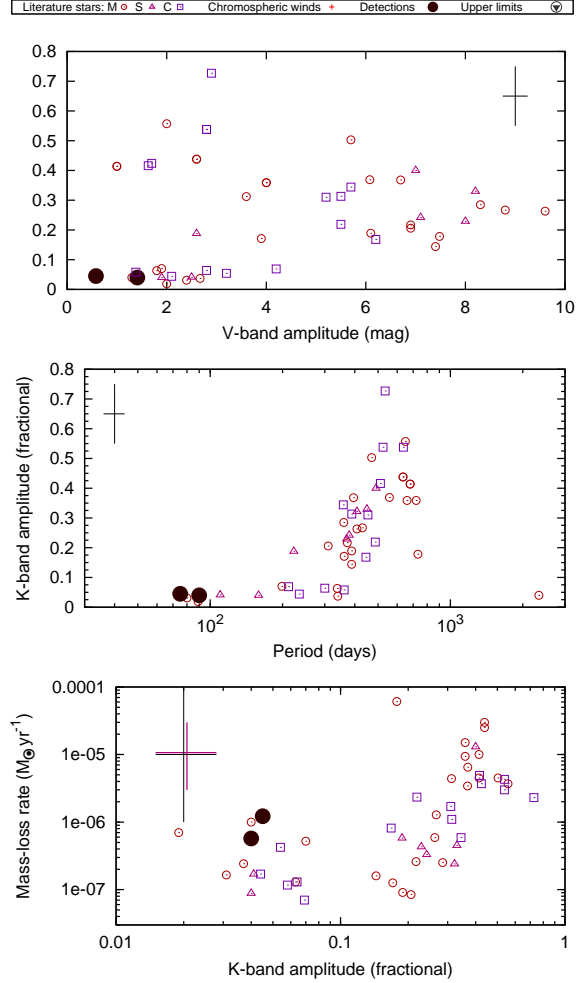 Literature stars: M S C Chromospheric winds Detections Upper limits
0.8
0.7
0.6
0.5
0.4
0.3
0.2
0.1
0
0 2 4 6 8 10
V-band amplitude (mag)
K-band amplitude (fractional)
0.8
0.7
0.6
0.5
0.4
0.3
0.2
0.1
0
10² 10³
Period (days)
Mass-loss rate (M⊙ yr⁻¹)
0.0001
1e-05
1e-06
1e-07
0.01 0.1 1
K-band amplitude (fractional)